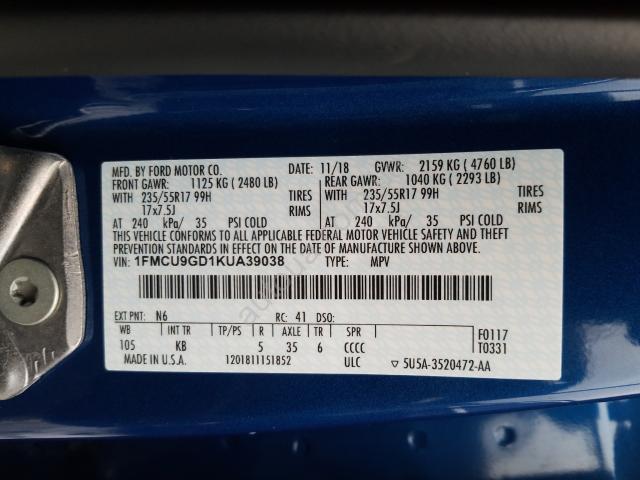 MFD. BY FORD MOTOR CO. DATE: 11/18 GVWR: 2159 KG ( 4760 LB)
FRONT GAWR: 1125 KG ( 2480 LB) REAR GAWR: 1040 KG ( 2293 LB)
WITH 235/55R17 99H TIRES WITH 235/55R17 99H TIRES
17x7.5J RIMS 17x7.5J RIMS
AT 240 kPa/ 35 PSI COLD AT 240 kPa/ 35 PSI COLD
THIS VEHICLE CONFORMS TO ALL APPLICABLE FEDERAL MOTOR VEHICLE SAFETY AND THEFT
PREVENTION STANDARDS IN EFFECT ON THE DATE OF MANUFACTURE SHOWN ABOVE.
VIN: 1FMCU9GD1KUA39038 TYPE: MPV
EXT PNT: N6 RC: 41 DSO:
WB INT TR TP/PS R AXLE TR SPR F0117
105 KB 5 35 6 CCCC T0331
MADE IN U.S.A. 1201811151852 ULC ▽ 5U5A-3520472-AA